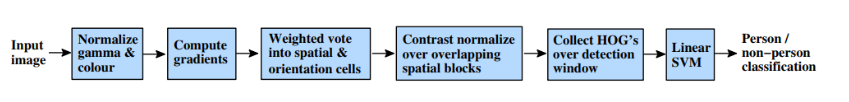 Input
image
Normalize
gamma &
colour
Compute
gradients
Weighted vote
into spatial &
orientation cells
Contrast normalize
over overlapping
spatial blocks
Collect HOG's
over detection
window
Linear
SVM
Person /
non−person
classification